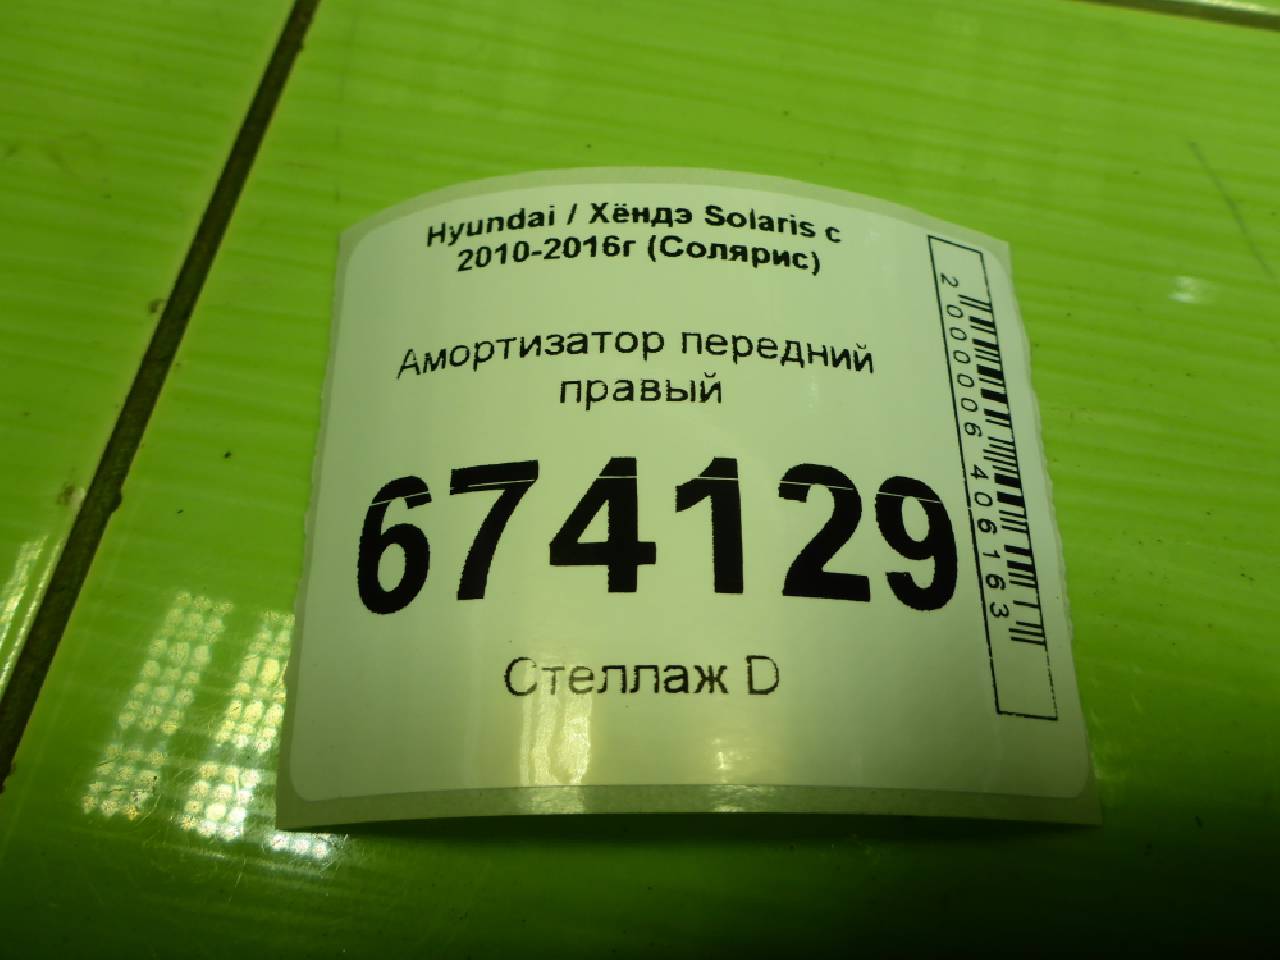 Hyundai / Хёндэ Solaris с
2010-2016г (Солярис)
Амортизатор передний
правый
674129
Стеллаж D
2000006406163